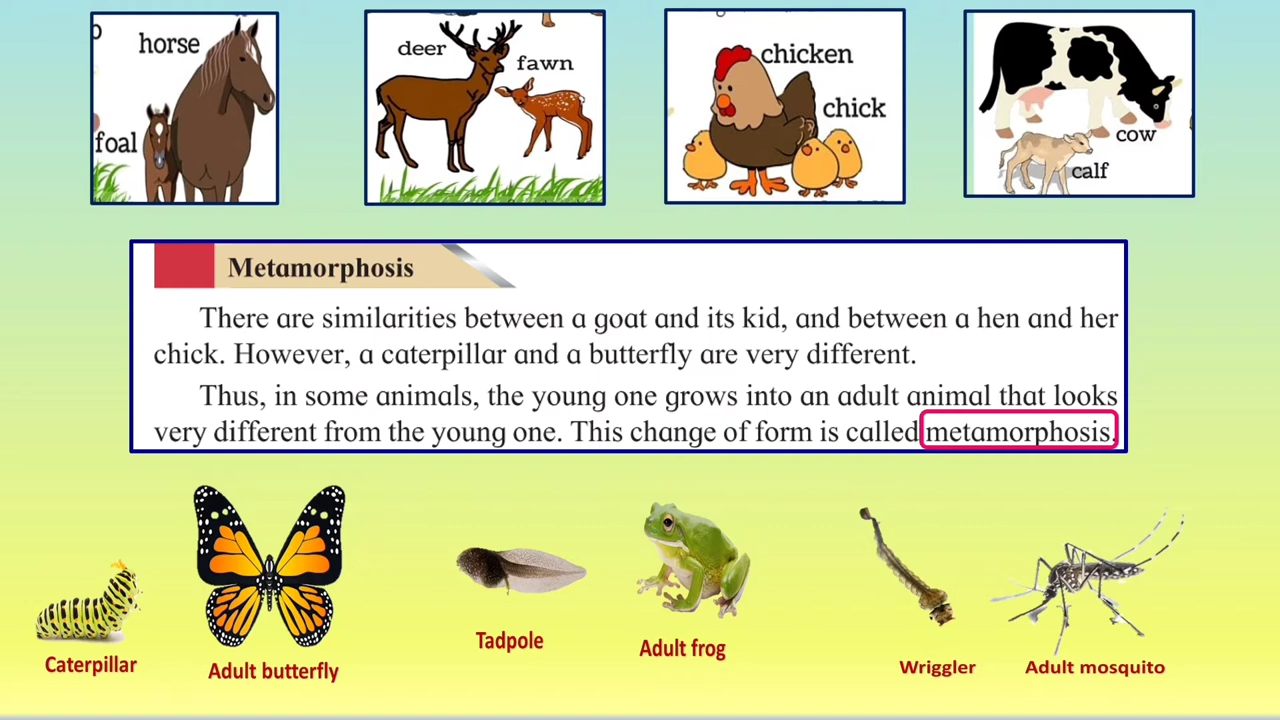 horse
foal
deer
fawn
chicken
chick
cow
calf
Metamorphosis
There are similarities between a goat and its kid, and between a hen and her
chick. However, a caterpillar and a butterfly are very different.
Thus, in some animals, the young one grows into an adult animal that looks
very different from the young one. This change of form is called metamorphosis.
Caterpillar
Adult butterfly
Tadpole
Adult frog
Wriggler
Adult mosquito